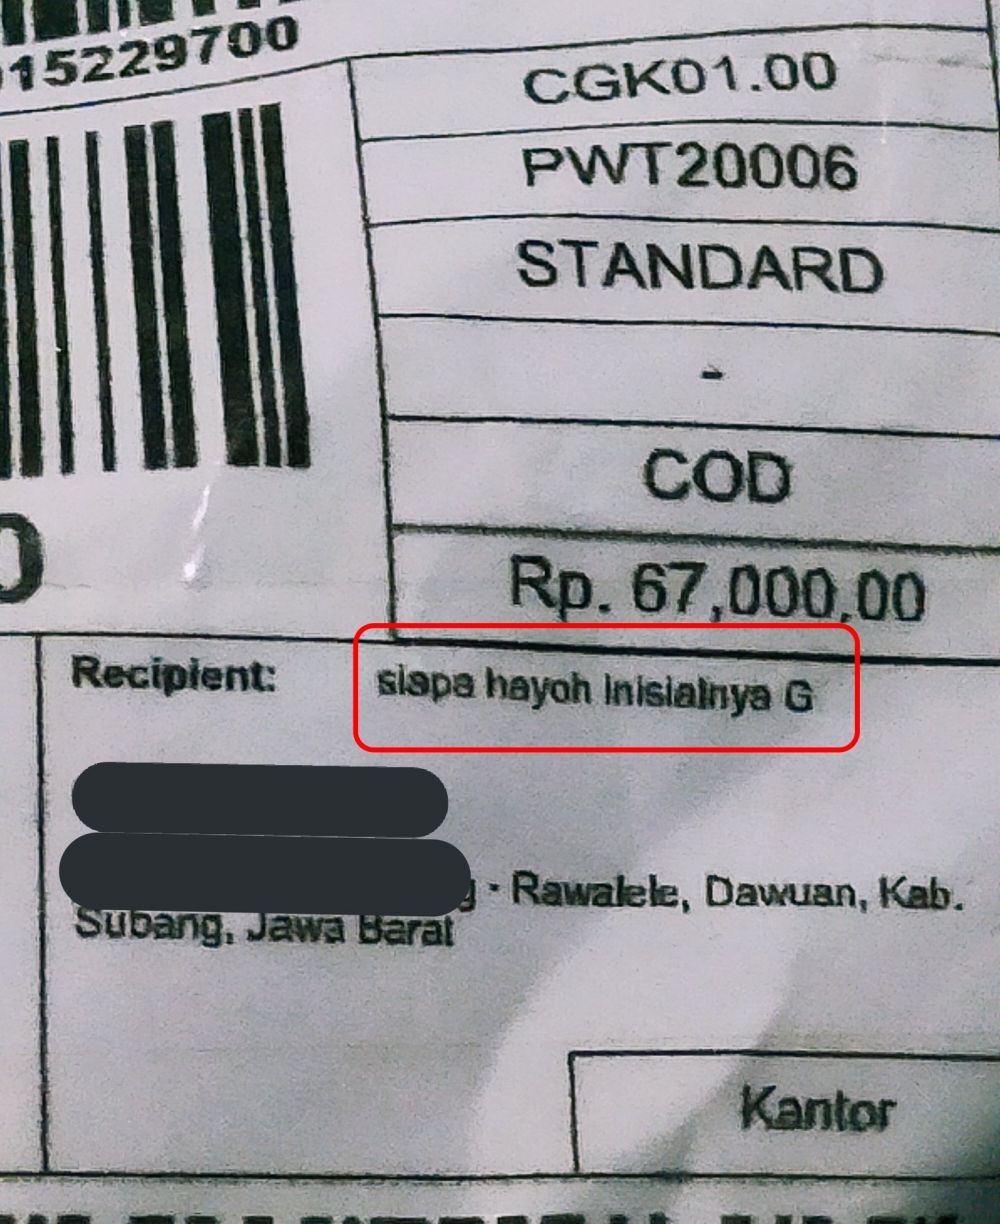 15229700
CGK01.00
PWT20006
STANDARD
-
COD
Rp. 67,000.00
Recipient: siapa hayoh inisialnya G
· Rawalele, Dawuan, Kab.
Subang, Jawa Barat
Kantor